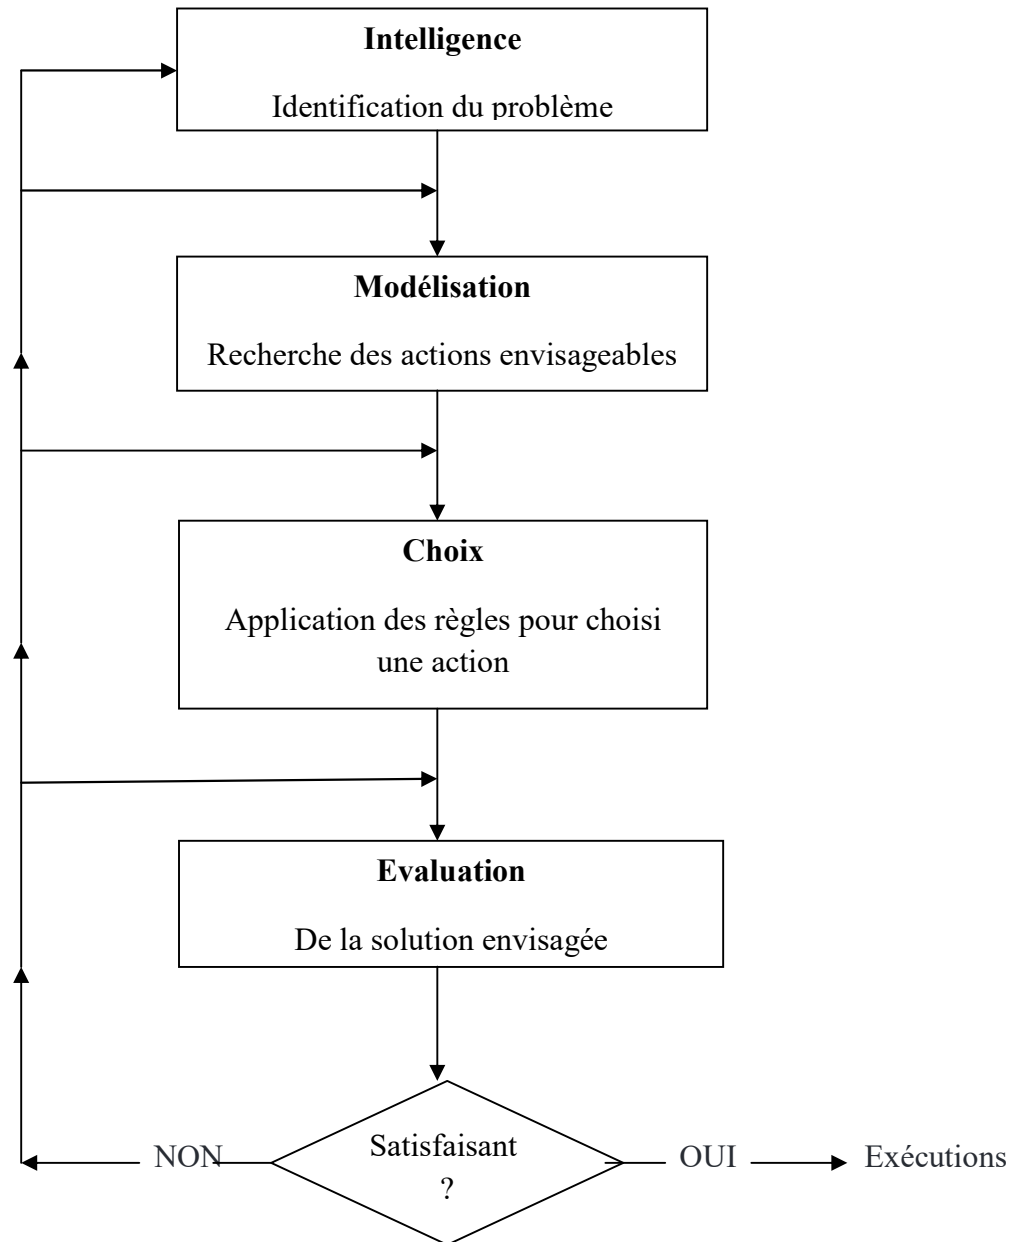 Intelligence
Identification du problème
Modélisation
Recherche des actions envisageables
Choix
Application des règles pour choisi
une action
Evaluation
De la solution envisagée
Satisfaisant
?
NON
OUI
Exécutions